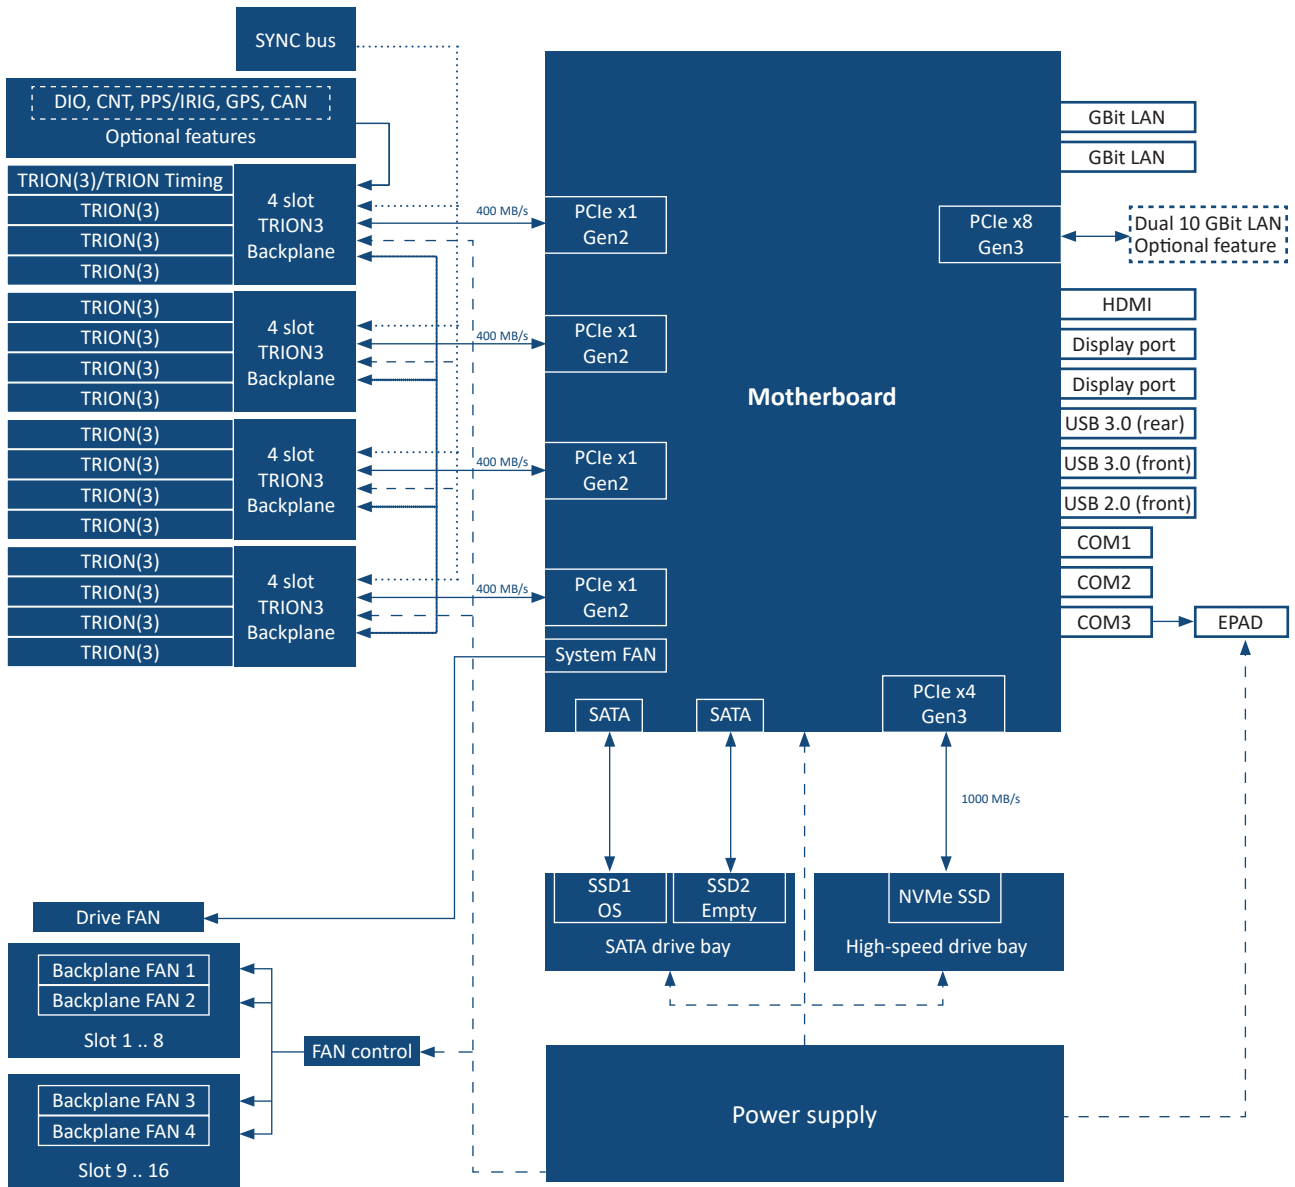 SYNC bus
DIO, CNT, PPS/IRIG, GPS, CAN
Optional features
TRION(3)/TRION Timing
TRION(3)
TRION(3)
TRION(3)
4 slot
TRION3
Backplane
TRION(3)
TRION(3)
TRION(3)
TRION(3)
4 slot
TRION3
Backplane
TRION(3)
TRION(3)
TRION(3)
TRION(3)
4 slot
TRION3
Backplane
TRION(3)
TRION(3)
TRION(3)
TRION(3)
4 slot
TRION3
Backplane
400 MB/s
400 MB/s
400 MB/s
400 MB/s
PCIe x1
Gen2
PCIe x1
Gen2
PCIe x1
Gen2
PCIe x1
Gen2
System FAN
Motherboard
SATA
SATA
PCIe x4
Gen3
PCIe x8
Gen3
GBit LAN
GBit LAN
Dual 10 GBit LAN
Optional feature
HDMI
Display port
Display port
USB 3.0 (rear)
USB 3.0 (front)
USB 2.0 (front)
COM1
COM2
COM3
EPAD
1000 MB/s
SSD1
OS
SSD2
Empty
SATA drive bay
NVMe SSD
High-speed drive bay
Drive FAN
Backplane FAN 1
Backplane FAN 2
Slot 1 .. 8
FAN control
Backplane FAN 3
Backplane FAN 4
Slot 9 .. 16
Power supply